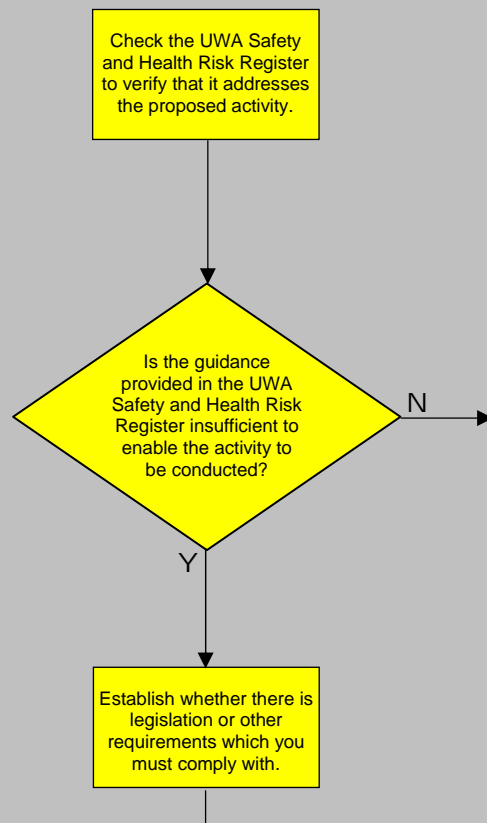 Check the UWA Safety
and Health Risk Register
to verify that it addresses
the proposed activity.
Is the guidance
provided in the UWA
Safety and Health Risk
Register insufficient to
enable the activity to
be conducted?
N
Y
Establish whether there is
legislation or other
requirements which you
must comply with.